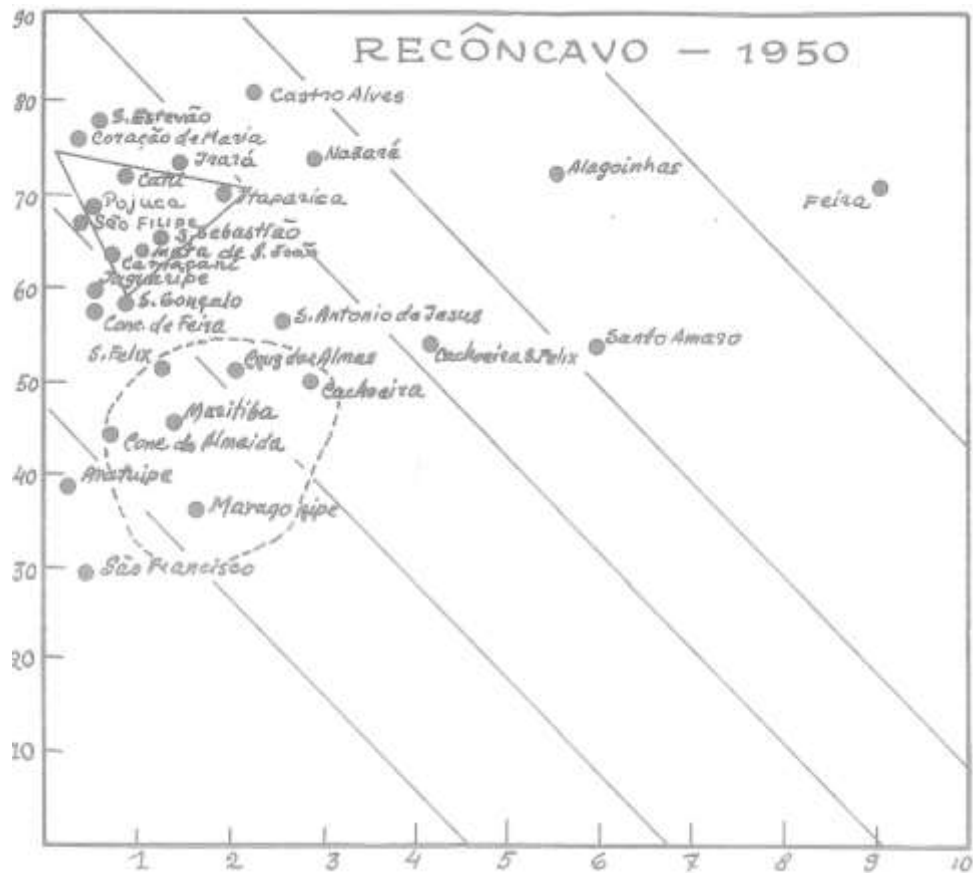 RECÔNCAVO — 1950
90
80
70
60
50
40
30
20
10
Castro Alves
S. Estevão
Coração de Maria
Irará
Nazaré
Alagoinhas
Feira
Catú
Itaparica
Pojuca
São Filipe
S. Sebastião
Mata de S. João
Camaçari
Jaguaripe
S. Gonçalo
Conc. de Feira
S. Antonio de Jesus
Cachoeira S. Felix
Santo Amaro
S. Felix
Cruz das Almas
Cachoeira
Muritiba
Conc. do Almeida
Aratuipe
Maragogipe
São Francisco
1 2 3 4 5 6 7 8 9 10